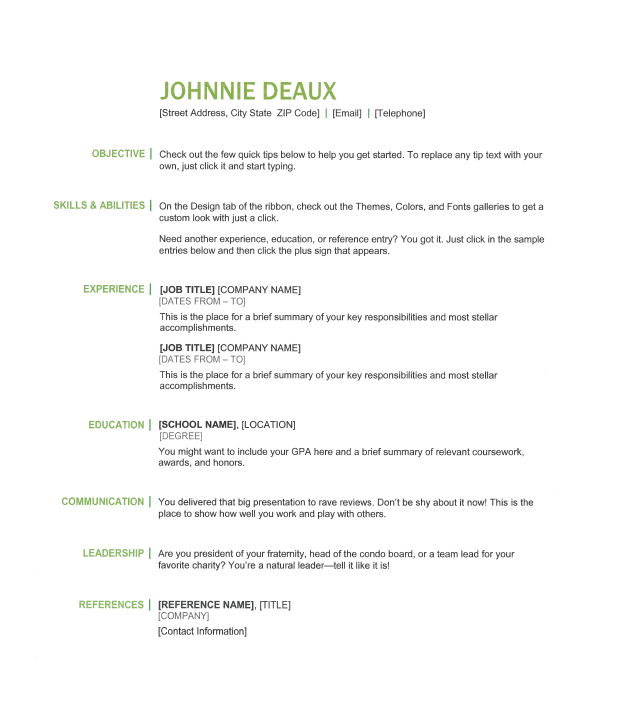 JOHNNIE DEAUX
[Street Address, City State  ZIP Code] | [Email] | [Telephone]
OBJECTIVE | Check out the few quick tips below to help you get started. To replace any tip text with your
own, just click it and start typing.
SKILLS & ABILITIES | On the Design tab of the ribbon, check out the Themes, Colors, and Fonts galleries to get a
custom look with just a click.
Need another experience, education, or reference entry? You got it. Just click in the sample
entries below and then click the plus sign that appears.
EXPERIENCE | [JOB TITLE] [COMPANY NAME]
[DATES FROM – TO]
This is the place for a brief summary of your key responsibilities and most stellar
accomplishments.
[JOB TITLE] [COMPANY NAME]
[DATES FROM – TO]
This is the place for a brief summary of your key responsibilities and most stellar
accomplishments.
EDUCATION | [SCHOOL NAME], [LOCATION]
[DEGREE]
You might want to include your GPA here and a brief summary of relevant coursework,
awards, and honors.
COMMUNICATION | You delivered that big presentation to rave reviews. Don’t be shy about it now! This is the
place to show how well you work and play with others.
LEADERSHIP | Are you president of your fraternity, head of the condo board, or a team lead for your
favorite charity? You’re a natural leader—tell it like it is!
REFERENCES | [REFERENCE NAME], [TITLE]
[COMPANY]
[Contact Information]